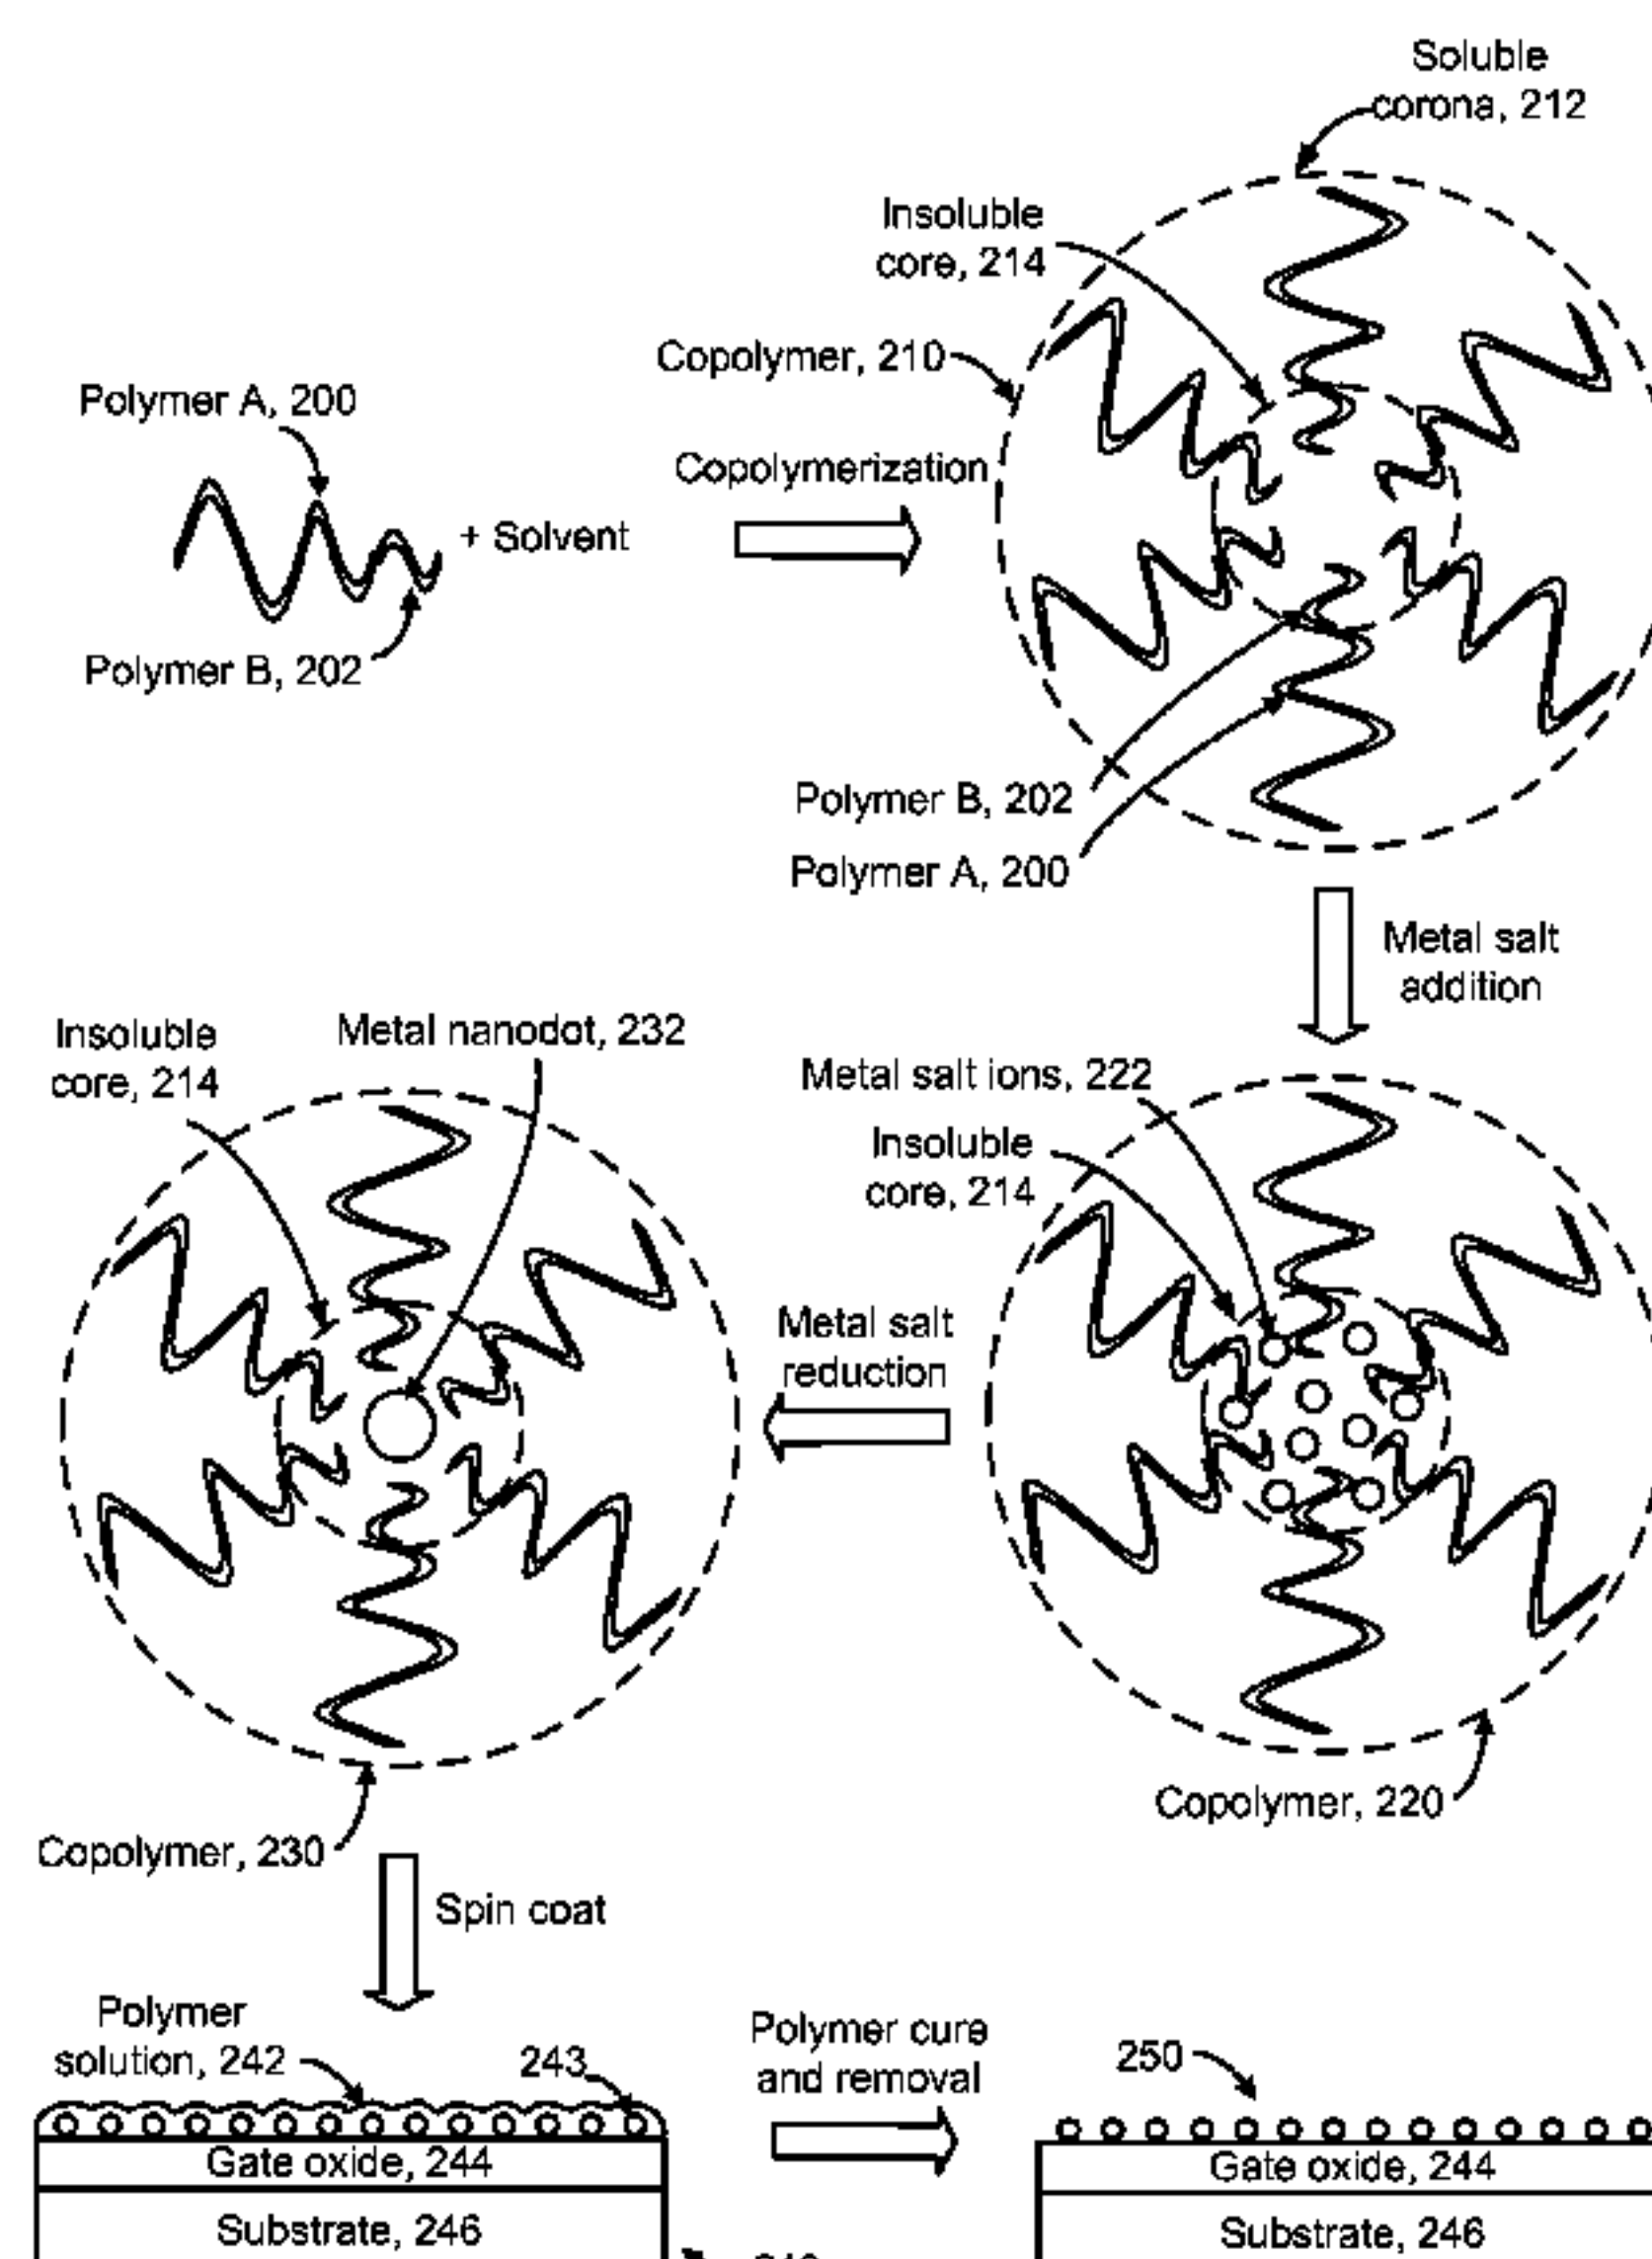 Soluble
corona, 212
Insoluble
core, 214
Copolymer, 210
Polymer A, 200
Copolymerization
+ Solvent
Polymer B, 202
Polymer B, 202
Polymer A, 200
Metal salt
addition
Insoluble
core, 214
Metal nanodot, 232
Metal salt ions, 222
Insoluble
core, 214
Metal salt
reduction
Copolymer, 220
Copolymer, 230
Spin coat
Polymer
solution, 242
243
Polymer cure
and removal
250
Gate oxide, 244
Gate oxide, 244
Substrate, 246
Substrate, 246